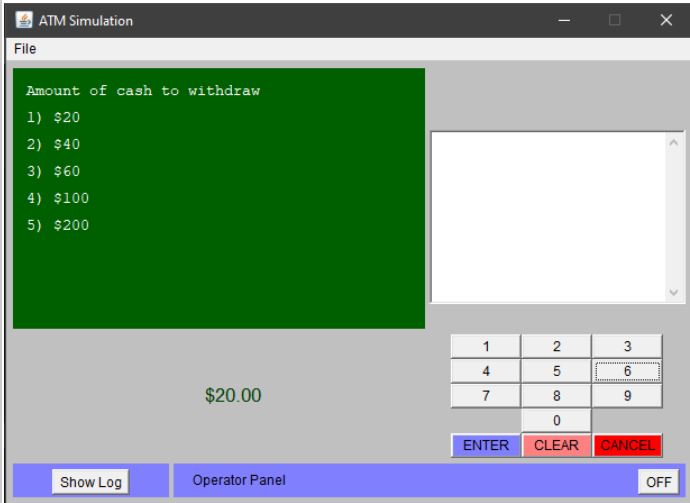 ATM Simulation
File
Amount of cash to withdraw
1) $20
2) $40
3) $60
4) $100
5) $200
$20.00
1 2 3
4 5 6
7 8 9
0
ENTER CLEAR CANCEL
Show Log Operator Panel OFF